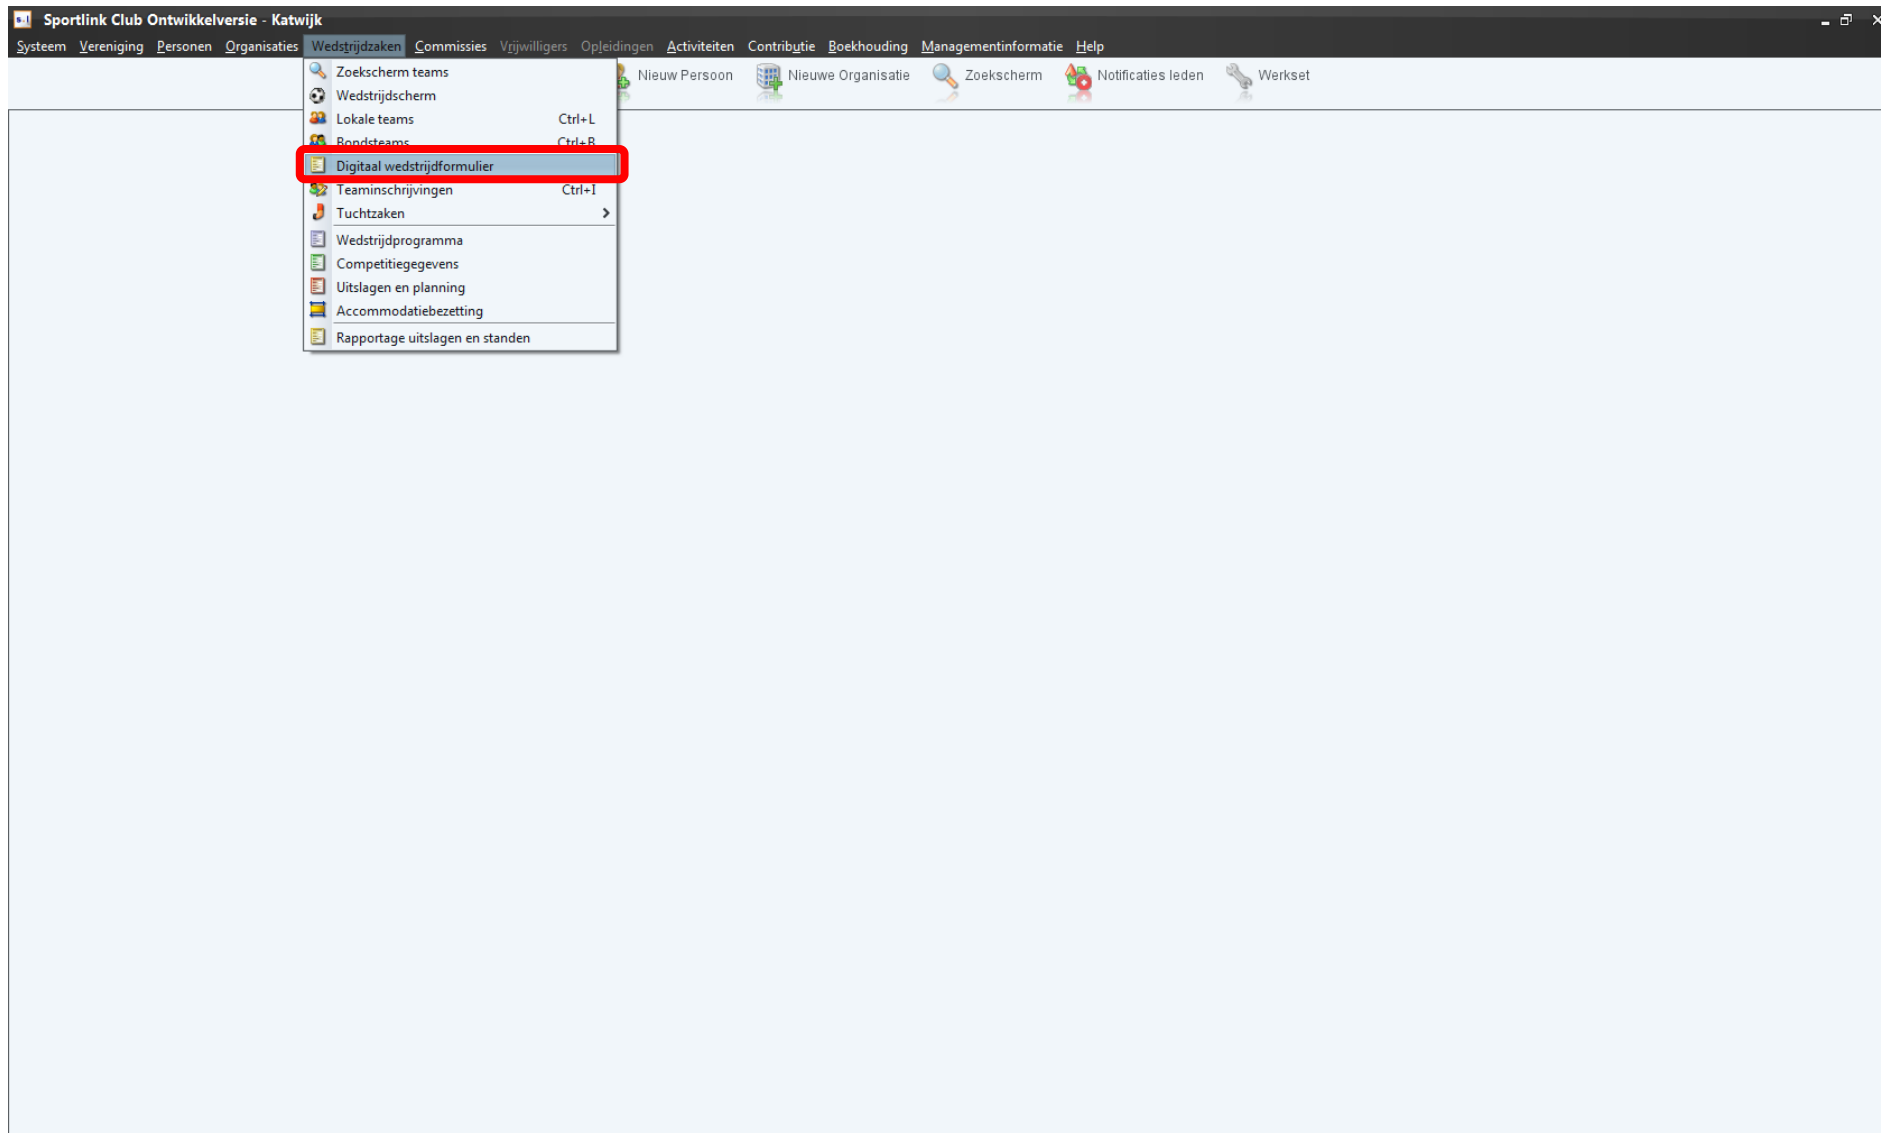 Sportlink Club Ontwikkelversie - Katwijk
Systeem Vereniging Personen Organisaties Wedstrijdzaken Commissies Vrijwilligers Opleidingen Activiteiten Contributie Boekhouding Managementinformatie Help
Nieuw Persoon Nieuwe Organisatie Zoekscherm Notificaties leden Werkset
Zoekscherm teams
Wedstrijdscherm
Lokale teams Ctrl+L
Bondsteams Ctrl+B
Digitaal wedstrijdformulier
Teaminschrijvingen Ctrl+I
Tuchtzaken
Wedstrijdprogramma
Competitiegegevens
Uitslagen en planning
Accommodatiebezetting
Rapportage uitslagen en standen